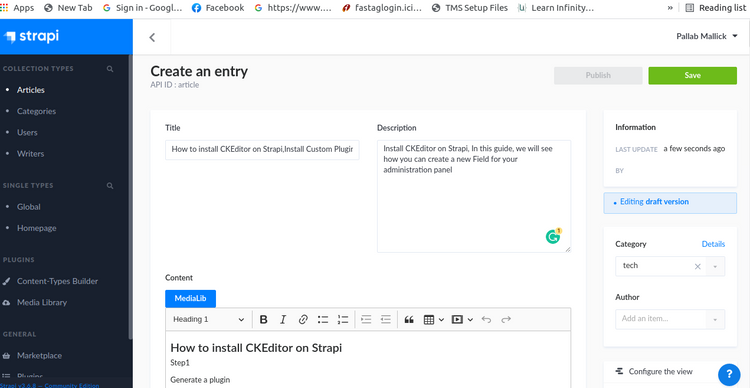 Apps New Tab Sign in - Googl... Facebook https://www.... fastaglogin.ici... TMS Setup Files Learn Infinity... » Reading list
strapi
Pallab Mallick
COLLECTION TYPES
Articles
Categories
Users
Writers
SINGLE TYPES
Global
Homepage
PLUGINS
Content-Types Builder
Media Library
GENERAL
Marketplace
Plugins
Strapi v3.6.8 — Community Edition
Create an entry
API ID : article
Publish
Save
Title
How to install CKEditor on Strapi,Install Custom Plugin
Description
Install CKEditor on Strapi, In this guide, we will see
how you can create a new Field for your
administration panel
1
Content
MediaLib
Heading 1
How to install CKEditor on Strapi
Step1
Generate a plugin
Information
LAST UPDATE a few seconds ago
BY
Editing draft version
Category Details
tech
Author
Add an item...
Configure the view
?